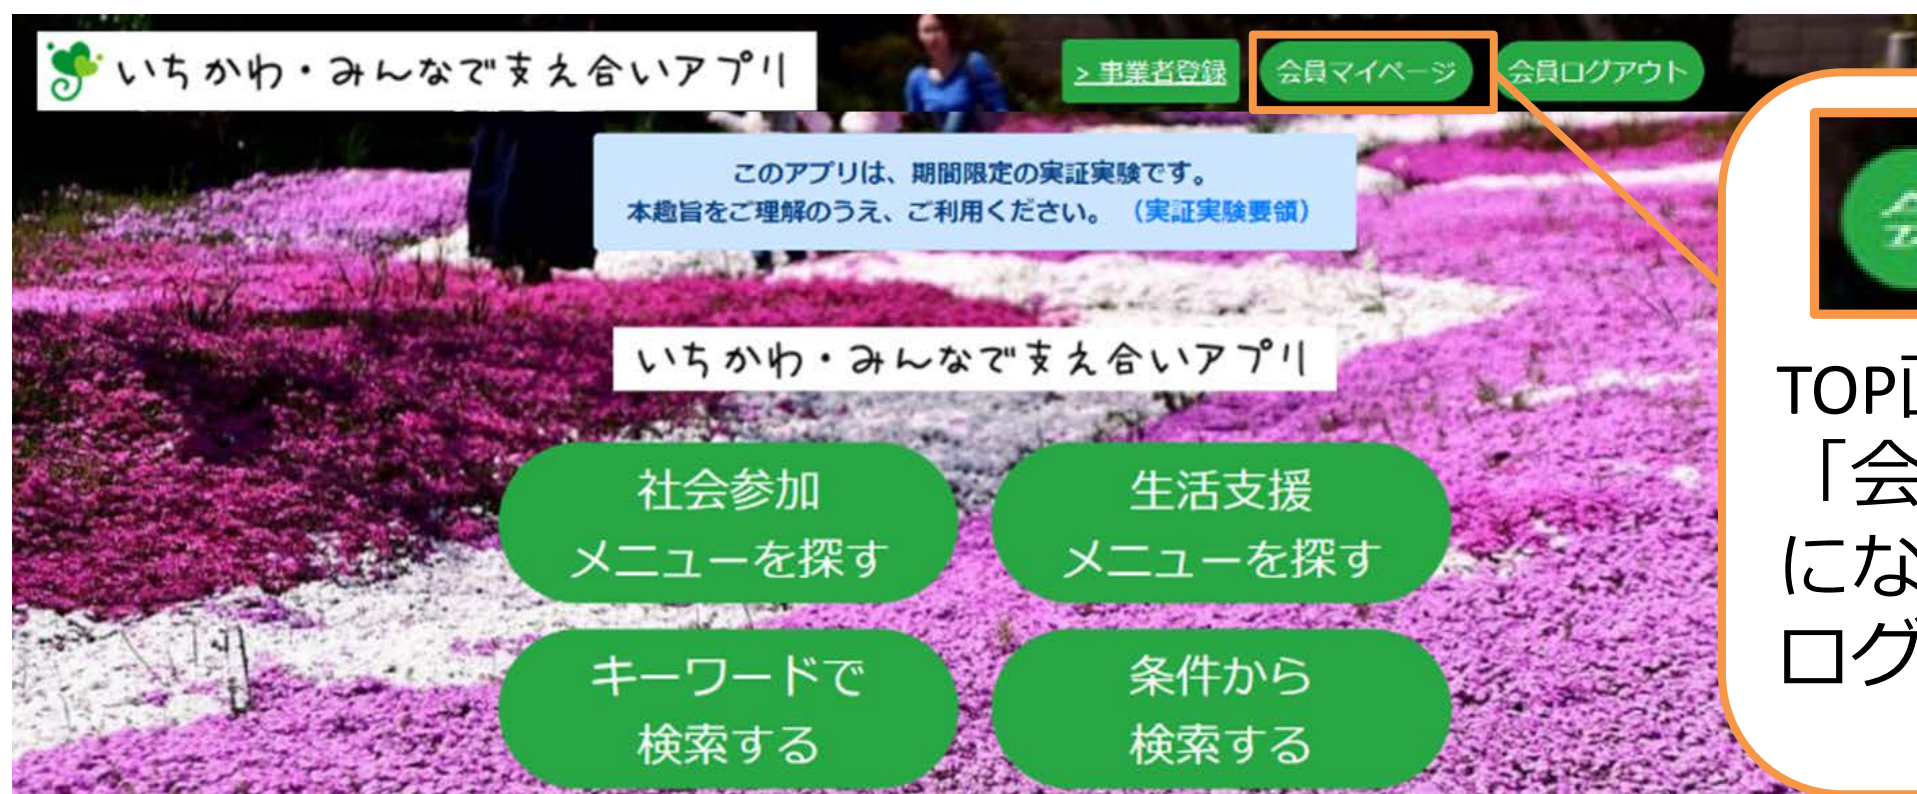 いちかわ・みんなで支え合いアプリ
> 事業者登録
会員マイページ
会員ログアウト
このアプリは、期間限定の実証実験です。
本趣旨をご理解のうえ、ご利用ください。 （実証実験要領）
いちかわ・みんなで支え合いアプリ
社会参加
メニューを探す
生活支援
メニューを探す
キーワードで
検索する
条件から
検索する
会
TOP
「会
にな
ログ